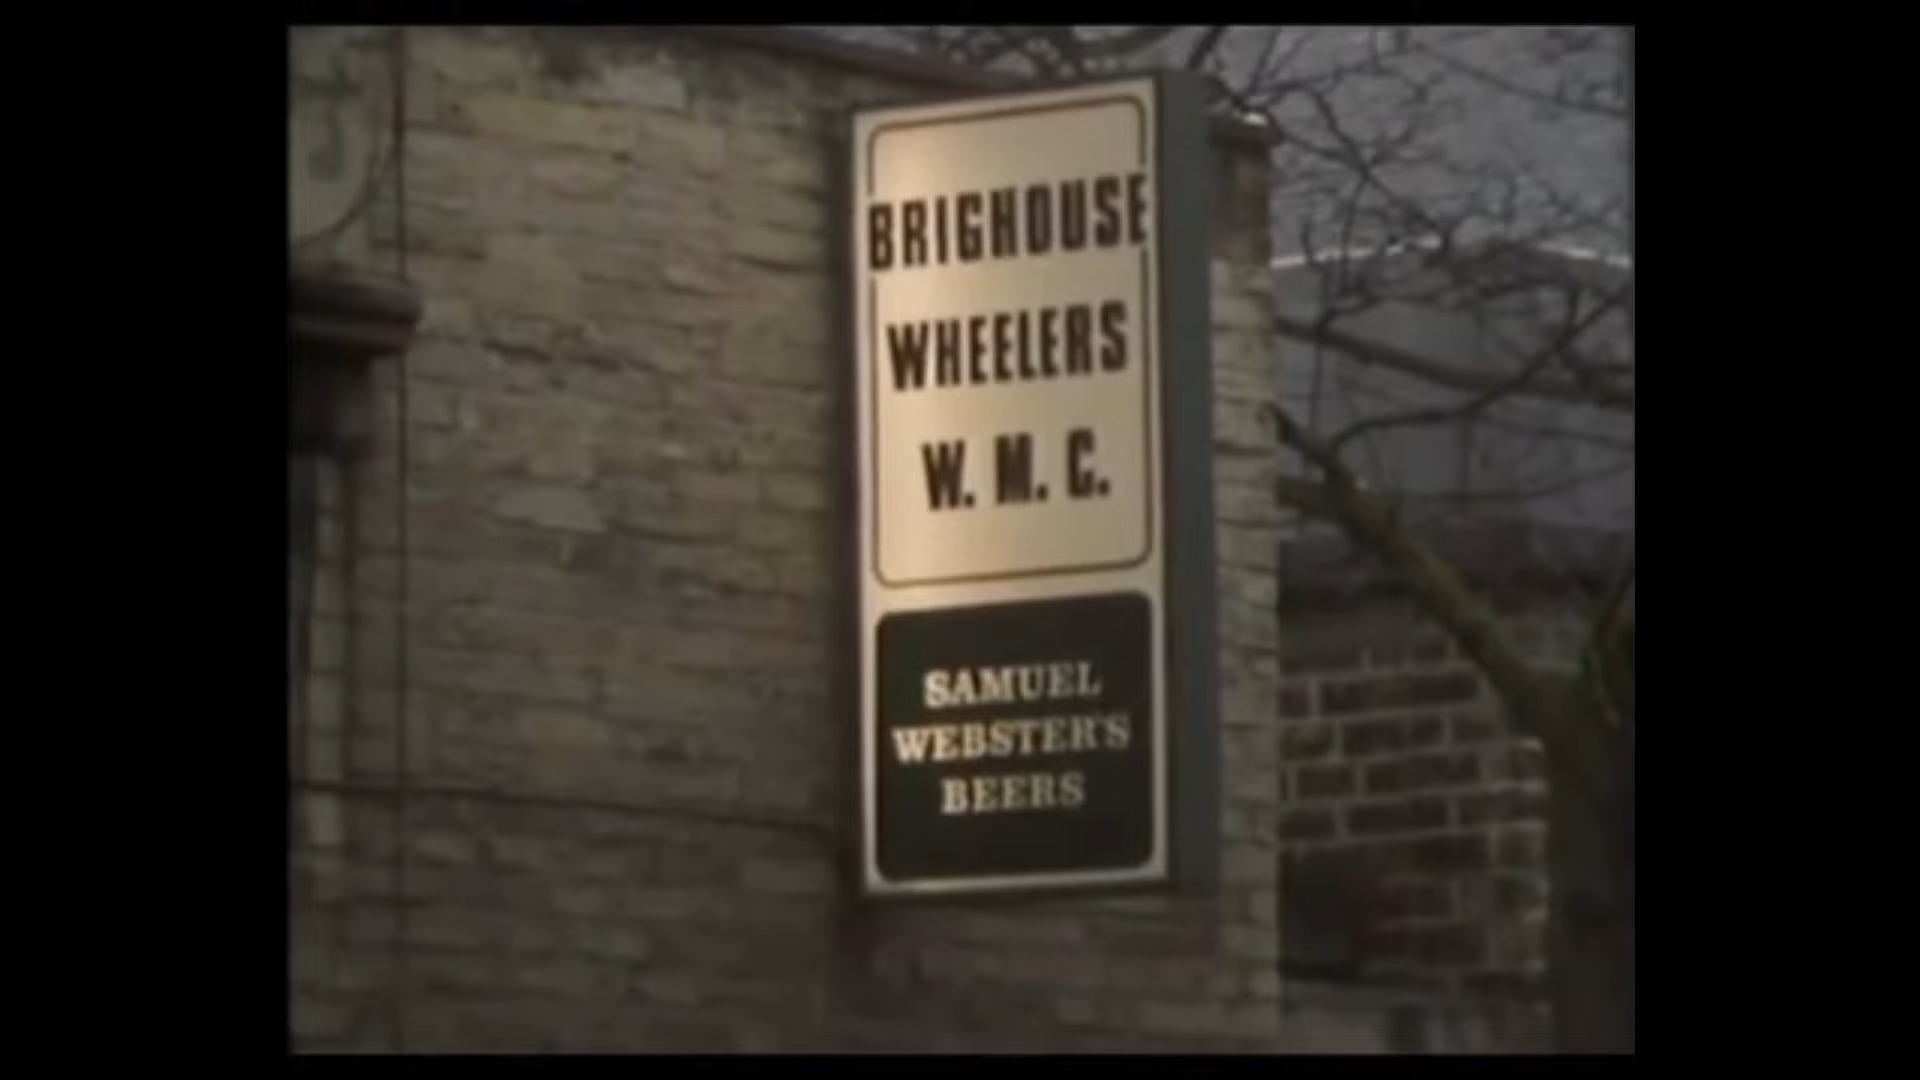 BRIGHOUSE
WHEELERS
W. M. C.
SAMUEL
WEBSTER'S
BEERS